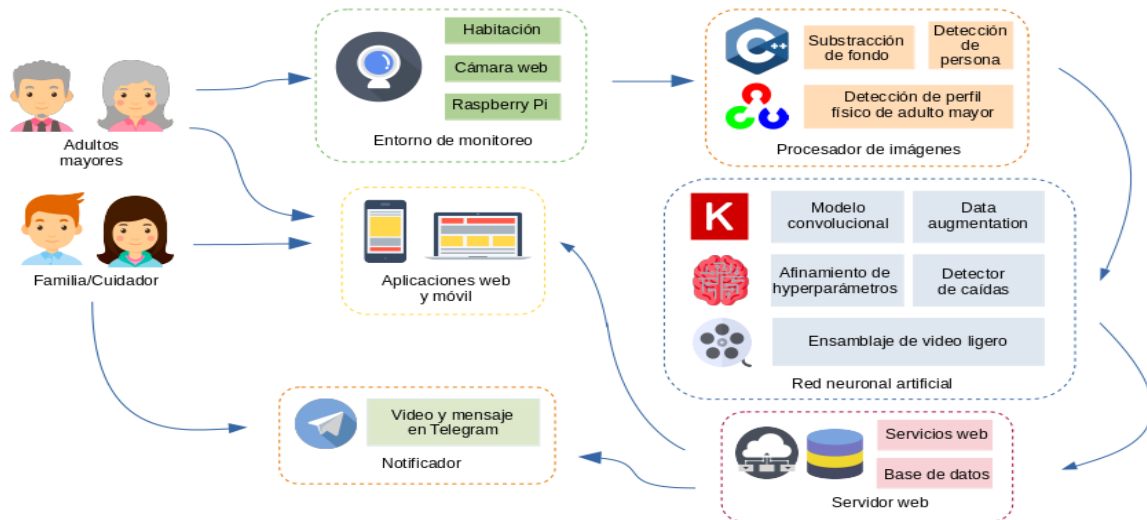 Habitación
Cámara web
Raspberry Pi
Entorno de monitoreo
C++
Substracción
de fondo
Detección
de
persona
Detección de perfil
físico de adulto mayor
Procesador de imágenes
Adultos
mayores
Familia/Cuidador
Aplicaciones web
y móvil
K
Modelo
convolucional
Data
augmentation
Afinamiento de
hyperparámetros
Detector
de caídas
Ensamblaje de video ligero
Red neuronal artificial
Video y mensaje
en Telegram
Notificador
Servicios web
Base de datos
Servidor web